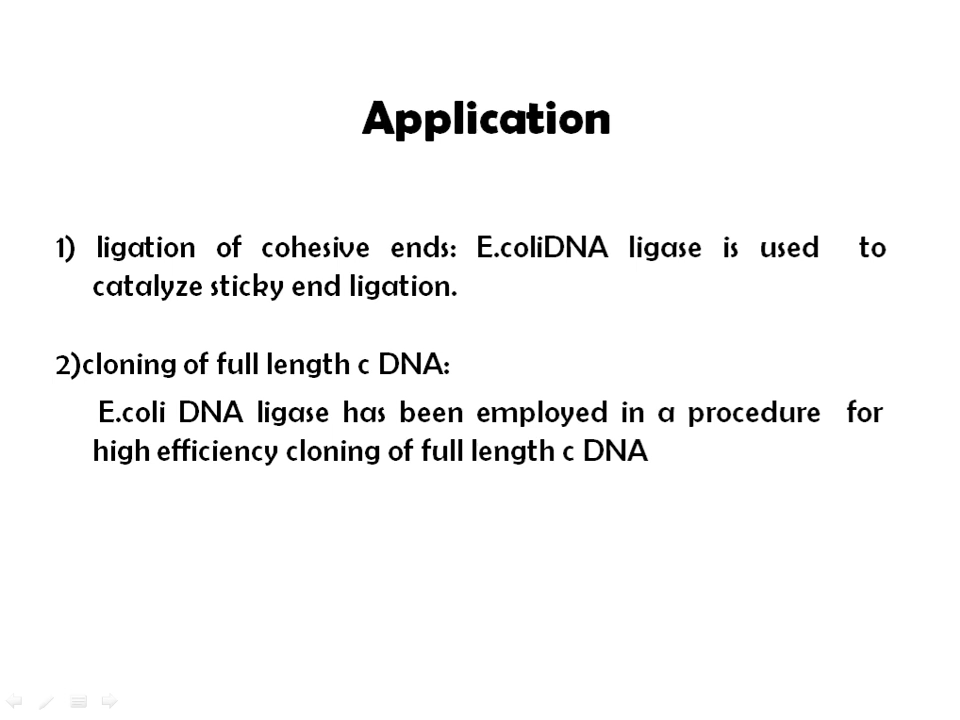 Application
1) ligation of cohesive ends: E.coliDNA ligase is used to
catalyze sticky end ligation.
2)cloning of full length c DNA:
E.coli DNA ligase has been employed in a procedure for
high efficiency cloning of full length c DNA